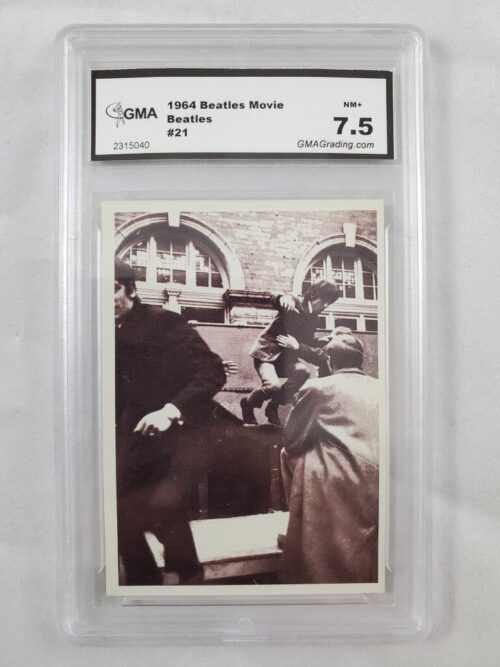 GMA
1964 Beatles Movie
Beatles
#21
2315040
NM+
7.5
GMAGrading.com